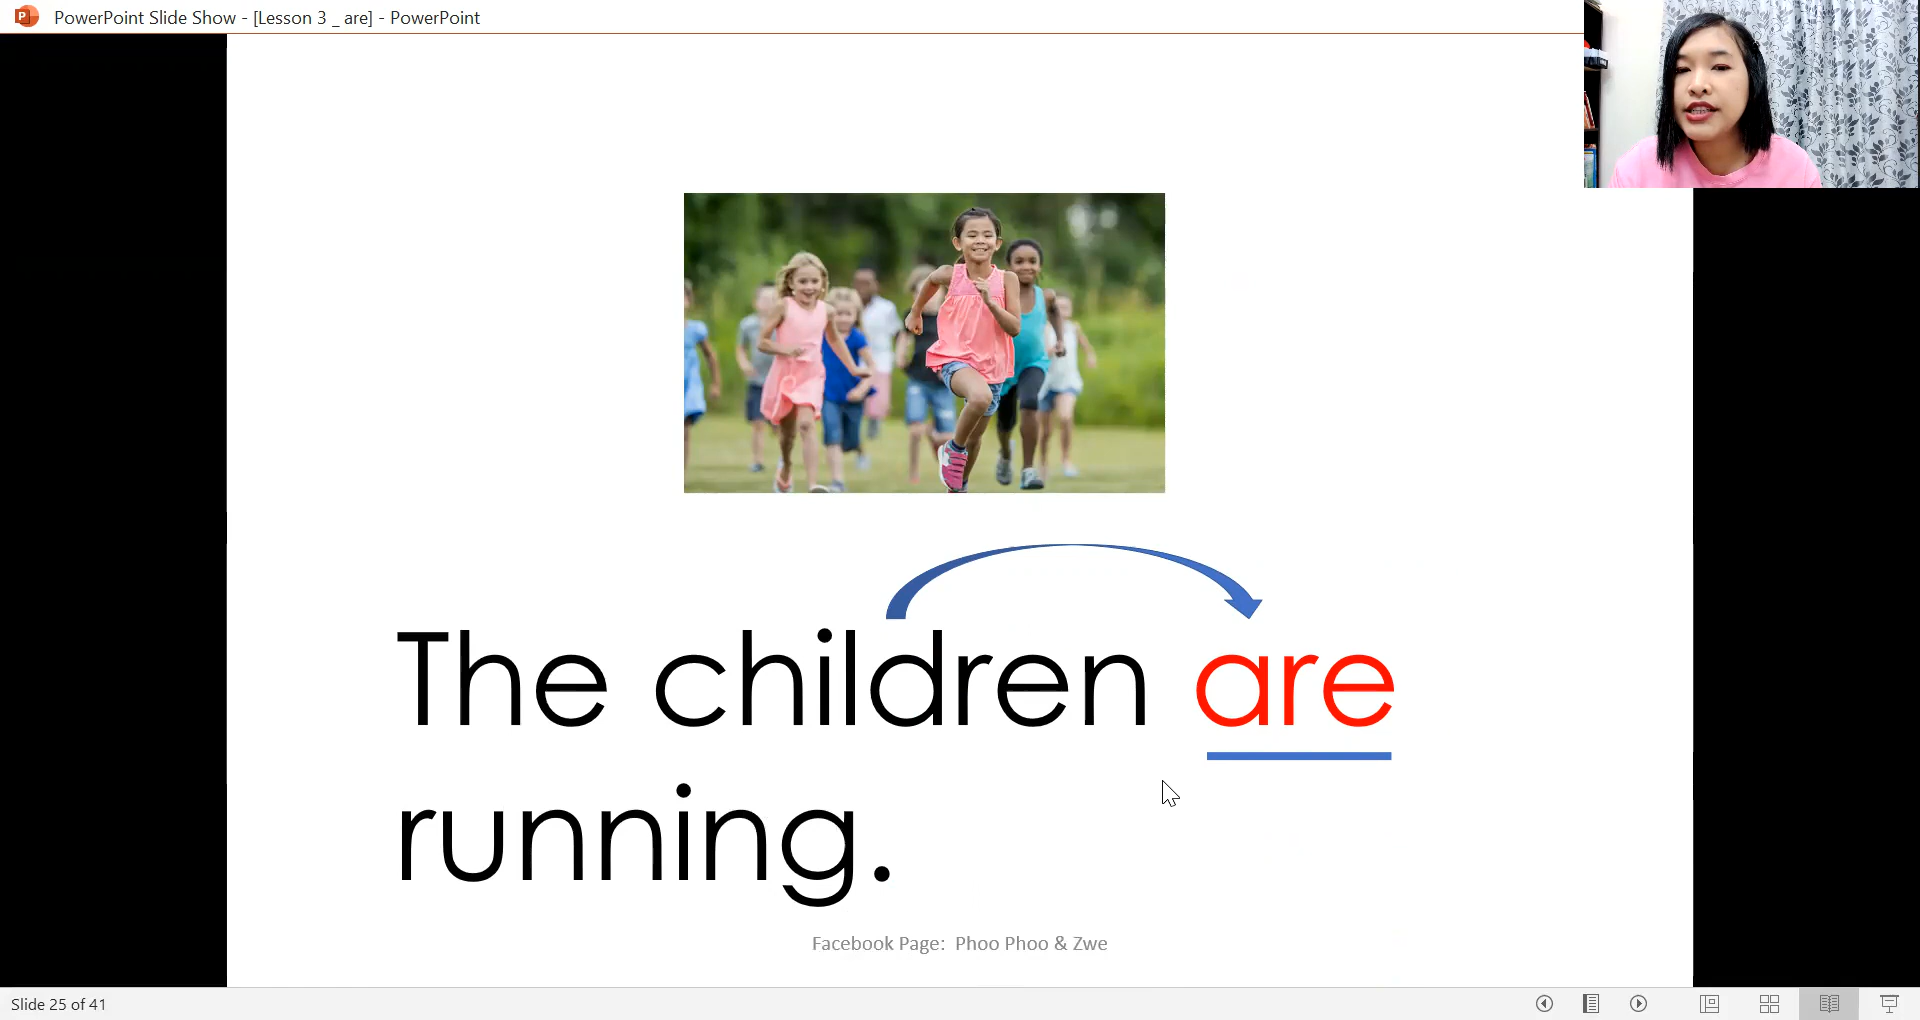 PowerPoint Slide Show - [Lesson 3 _ are] - PowerPoint
The children are
running.
Facebook Page:  Phoo Phoo & Zwe
Slide 25 of 41